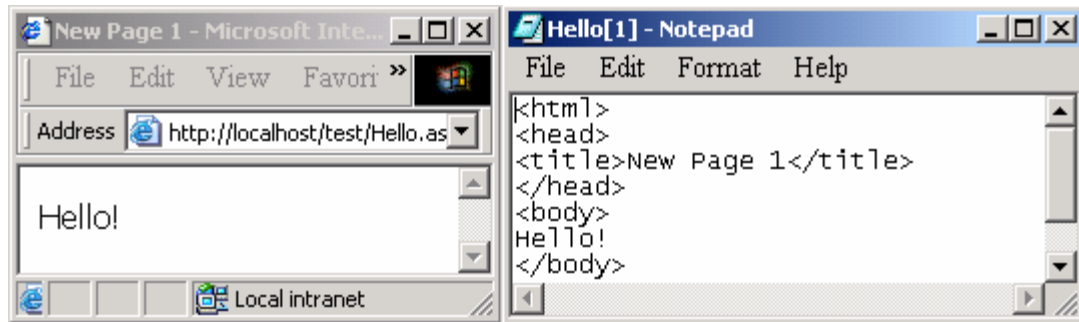 New Page 1 - Microsoft Inte...
File Edit View Favori »
Address http://localhost/test/Hello.as
Hello!
Local intranet
Hello[1] - Notepad
File Edit Format Help
<html>
<head>
<title>New Page 1</title>
</head>
<body>
Hello!
</body>